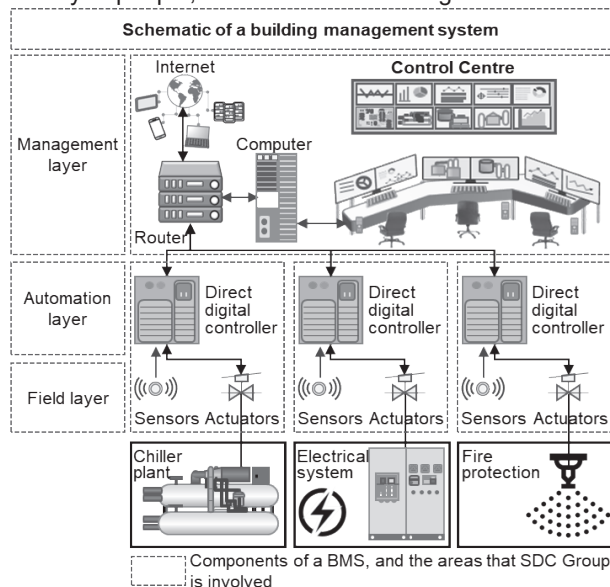 Schematic of a building management system
Internet
Control Centre
Management
layer
Computer
Router
Automation
layer
Direct
digital
controller
Direct
digital
controller
Direct
digital
controller
Field layer
Sensors Actuators
Sensors Actuators
Sensors Actuators
Chiller
plant
Electrical
system
Fire
protection
Components of a BMS, and the areas that SDC Group
is involved